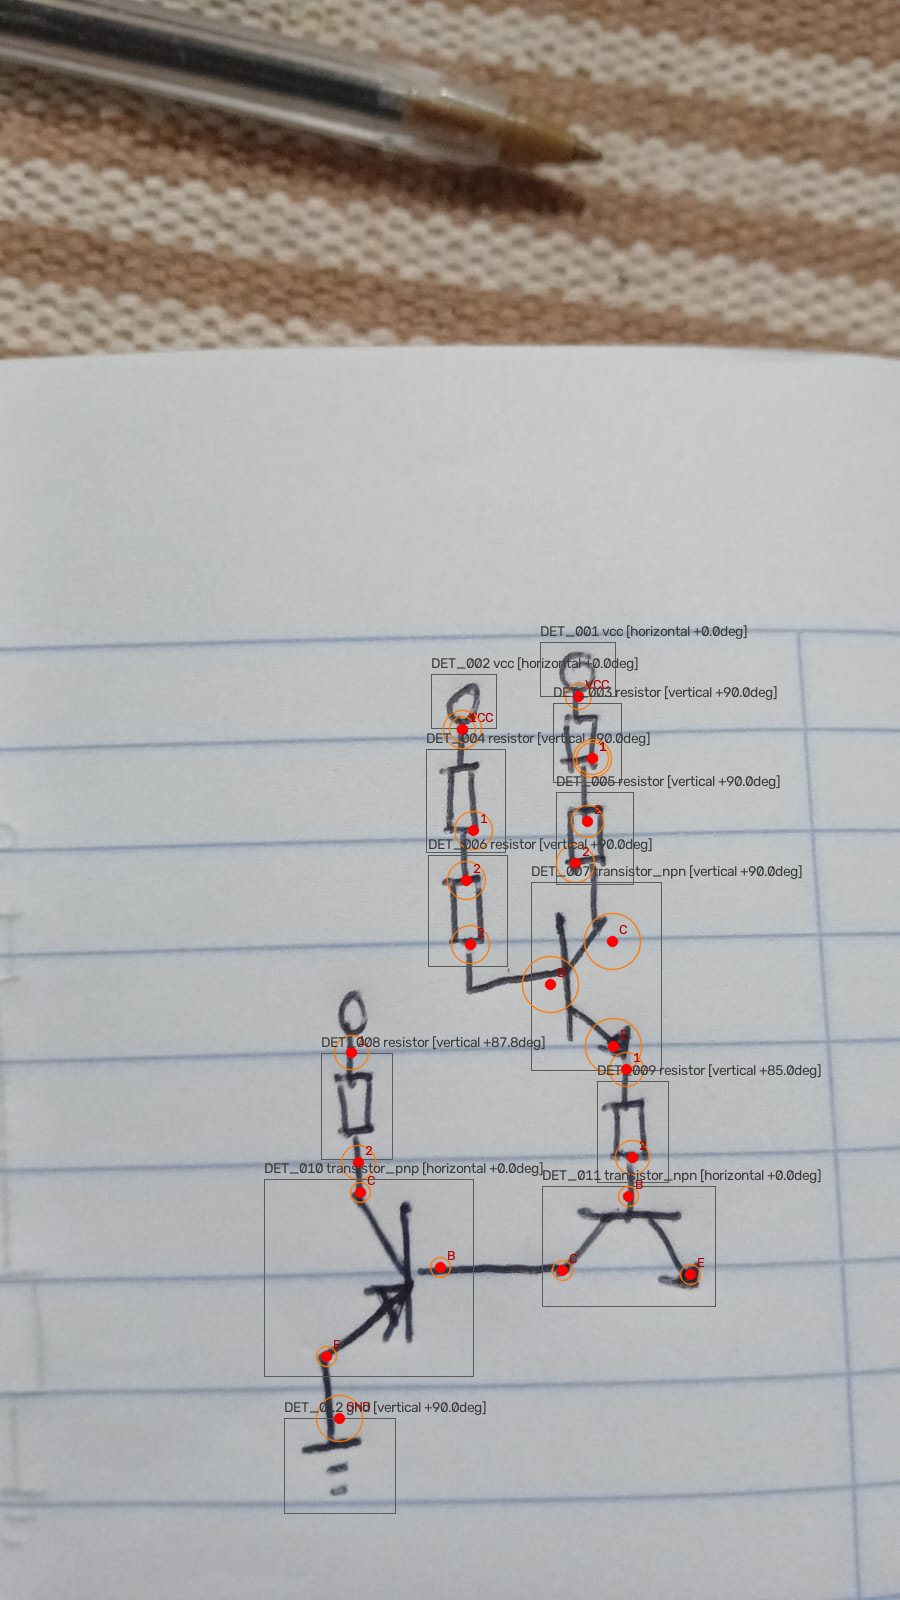 DET_001 vcc [horizontal +0.0deg]
DET_002 vcc [horizontal +0.0deg]
VCC
DET_003 resistor [vertical +90.0deg]
VCC
DET_004 resistor [vertical +90.0deg]
1
DET_005 resistor [vertical +90.0deg]
1
2
DET_006 resistor [vertical +90.0deg]
2
2
DET_007 transistor_npn [vertical +90.0deg]
C
B
E
DET_008 resistor [vertical +87.8deg]
1
DET_009 resistor [vertical +85.0deg]
2
2
DET_010 transistor_pnp [horizontal +0.0deg]
DET_011 transistor_npn [horizontal +0.0deg]
C
B
B
C
E
E
DET_012 gnd [vertical +90.0deg]
GND